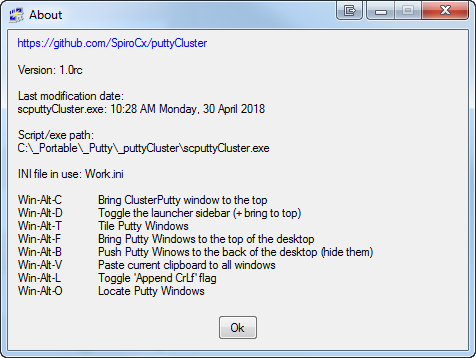 About
https://github.com/SpiroCx/puttyCluster
Version: 1.0rc
Last modification date:
scputtyCluster.exe: 10:28 AM Monday, 30 April 2018
Script/exe path:
C:\_Portable\_Putty\_puttyCluster\scputtyCluster.exe
INI file in use: Work.ini
Win-Alt-C Bring ClusterPutty window to the top
Win-Alt-D Toggle the launcher sidebar (+ bring to top)
Win-Alt-T Tile Putty Windows
Win-Alt-F Bring Putty Windows to the top of the desktop
Win-Alt-B Push Putty Winows to the back of the desktop (hide them)
Win-Alt-V Paste current clipboard to all windows
Win-Alt-L Toggle 'Append CrLf' flag
Win-Alt-O Locate Putty Windows
Ok